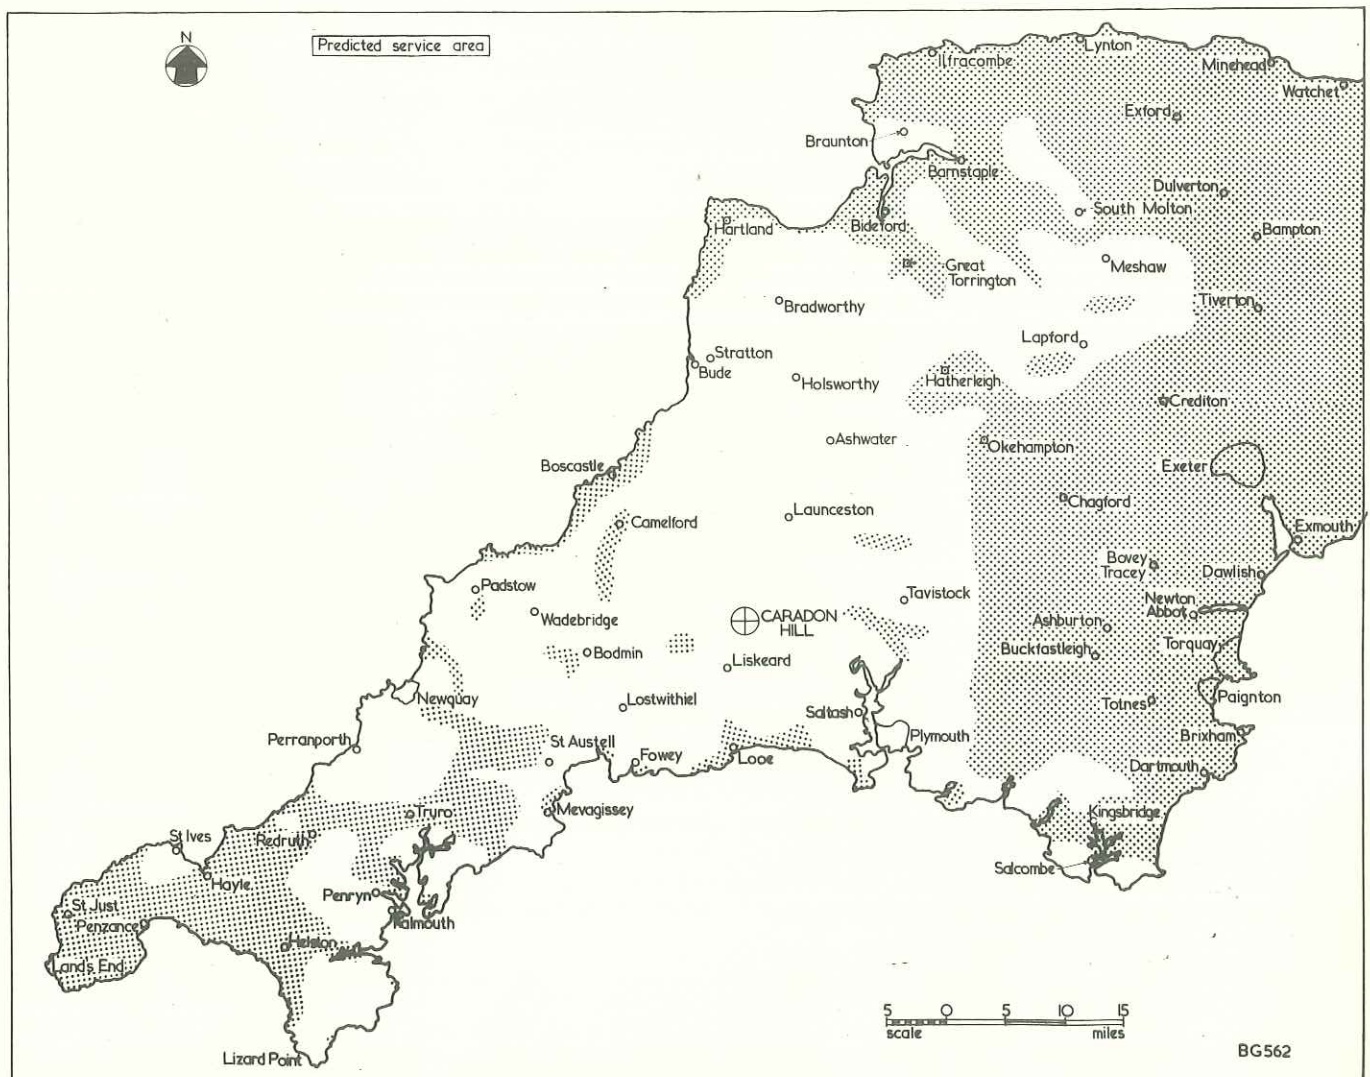 N
Predicted service area
Ilfracombe
Lynton
Minehead
Watchet
Exford
Braunton
Barnstaple
Dulverton
South Molton
Hartland
Bideford
Bampton
Great
Torrington
Meshaw
Bradworthy
Tiverton
Stratton
Bude
Lapford
Holsworthy
Hatherleigh
Crediton
Ashwater
Okehampton
Boscastle
Exeter
Chagford
Launceston
Camelford
Exmouth
Bovey
Tracey
Dawlish
Padstow
Tavistock
Newton
Abbot
Wadebridge
CARADON
HILL
Ashburton
Torquay
Bodmin
Liskeard
Buckfastleigh
Newquay
Lostwithiel
Saltash
Totnes
Paignton
Perranporth
St Austell
Plymouth
Brixham
Fowey
Looe
Dartmouth
Mevagissey
Truro
Kingsbridge
St Ives
Redruth
Salcombe
Hayle
Penryn
St Just
Penzance
Falmouth
Helston
Land's End
5 0 5 10 15
scale miles
Lizard Point
BG562